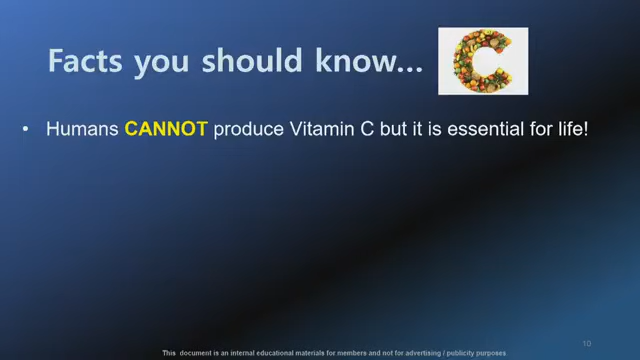 Facts you should know...
• Humans CANNOT produce Vitamin C but it is essential for life!
10
This document is an internal educational materials for members and not for advertising / publicity purposes